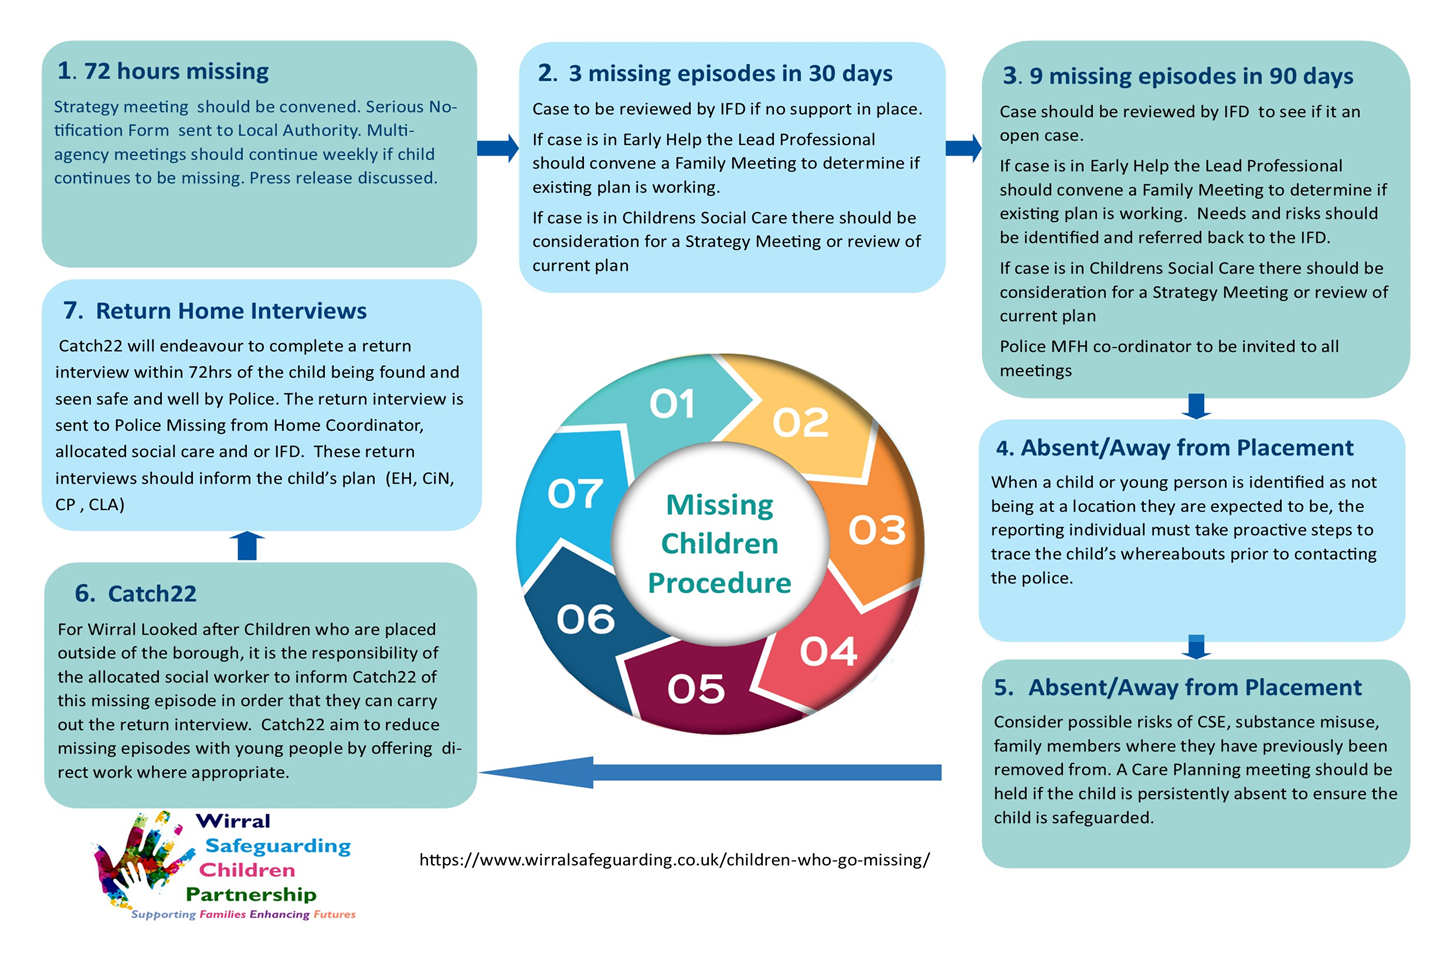 1. 72 hours missing
Strategy meeting  should be convened. Serious No-
tification Form  sent to Local Authority. Multi-
agency meetings should continue weekly if child
continues to be missing. Press release discussed.
2.  3 missing episodes in 30 days
Case to be reviewed by IFD if no support in place.
If case is in Early Help the Lead Professional
should convene a Family Meeting to determine if
existing plan is working.
If case is in Childrens Social Care there should be
consideration for a Strategy Meeting or review of
current plan
3. 9 missing episodes in 90 days
Case should be reviewed by IFD  to see if it an
open case.
If case is in Early Help the Lead Professional
should convene a Family Meeting to determine if
existing plan is working.  Needs and risks should
be identified and referred back to the IFD.
If case is in Childrens Social Care there should be
consideration for a Strategy Meeting or review of
current plan
Police MFH co-ordinator to be invited to all
meetings
4. Absent/Away from Placement
When a child or young person is identified as not
being at a location they are expected to be, the
reporting individual must take proactive steps to
trace the child's whereabouts prior to contacting
the police.
5.  Absent/Away from Placement
Consider possible risks of CSE, substance misuse,
family members where they have previously been
removed from. A Care Planning meeting should be
held if the child is persistently absent to ensure the
child is safeguarded.
6.  Catch22
For Wirral Looked after Children who are placed
outside of the borough, it is the responsibility of
the allocated social worker to inform Catch22 of
this missing episode in order that they can carry
out the return interview.  Catch22 aim to reduce
missing episodes with young people by offering  di-
rect work where appropriate.
7.  Return Home Interviews
Catch22 will endeavour to complete a return
interview within 72hrs of the child being found and
seen safe and well by Police. The return interview is
sent to Police Missing from Home Coordinator,
allocated social care and or IFD.  These return
interviews should inform the child's plan  (EH, CiN,
CP , CLA)
01
02
03
04
05
06
07
Missing
Children
Procedure
Wirral
Safeguarding
Children
Partnership
Supporting Families Enhancing Futures
https://www.wirralsafeguarding.co.uk/children-who-go-missing/